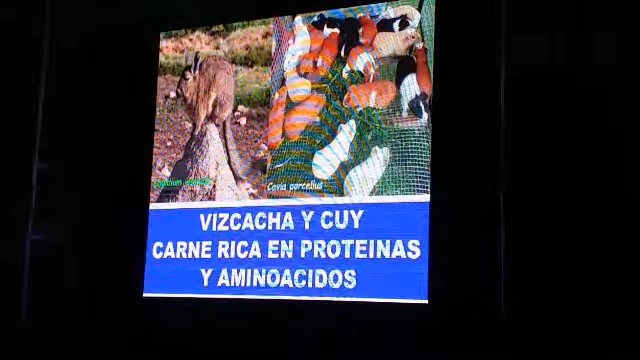 Cavia porcellus
VIZCACHA Y CUY
CARNE RICA EN PROTEINAS
Y AMINOACIDOS